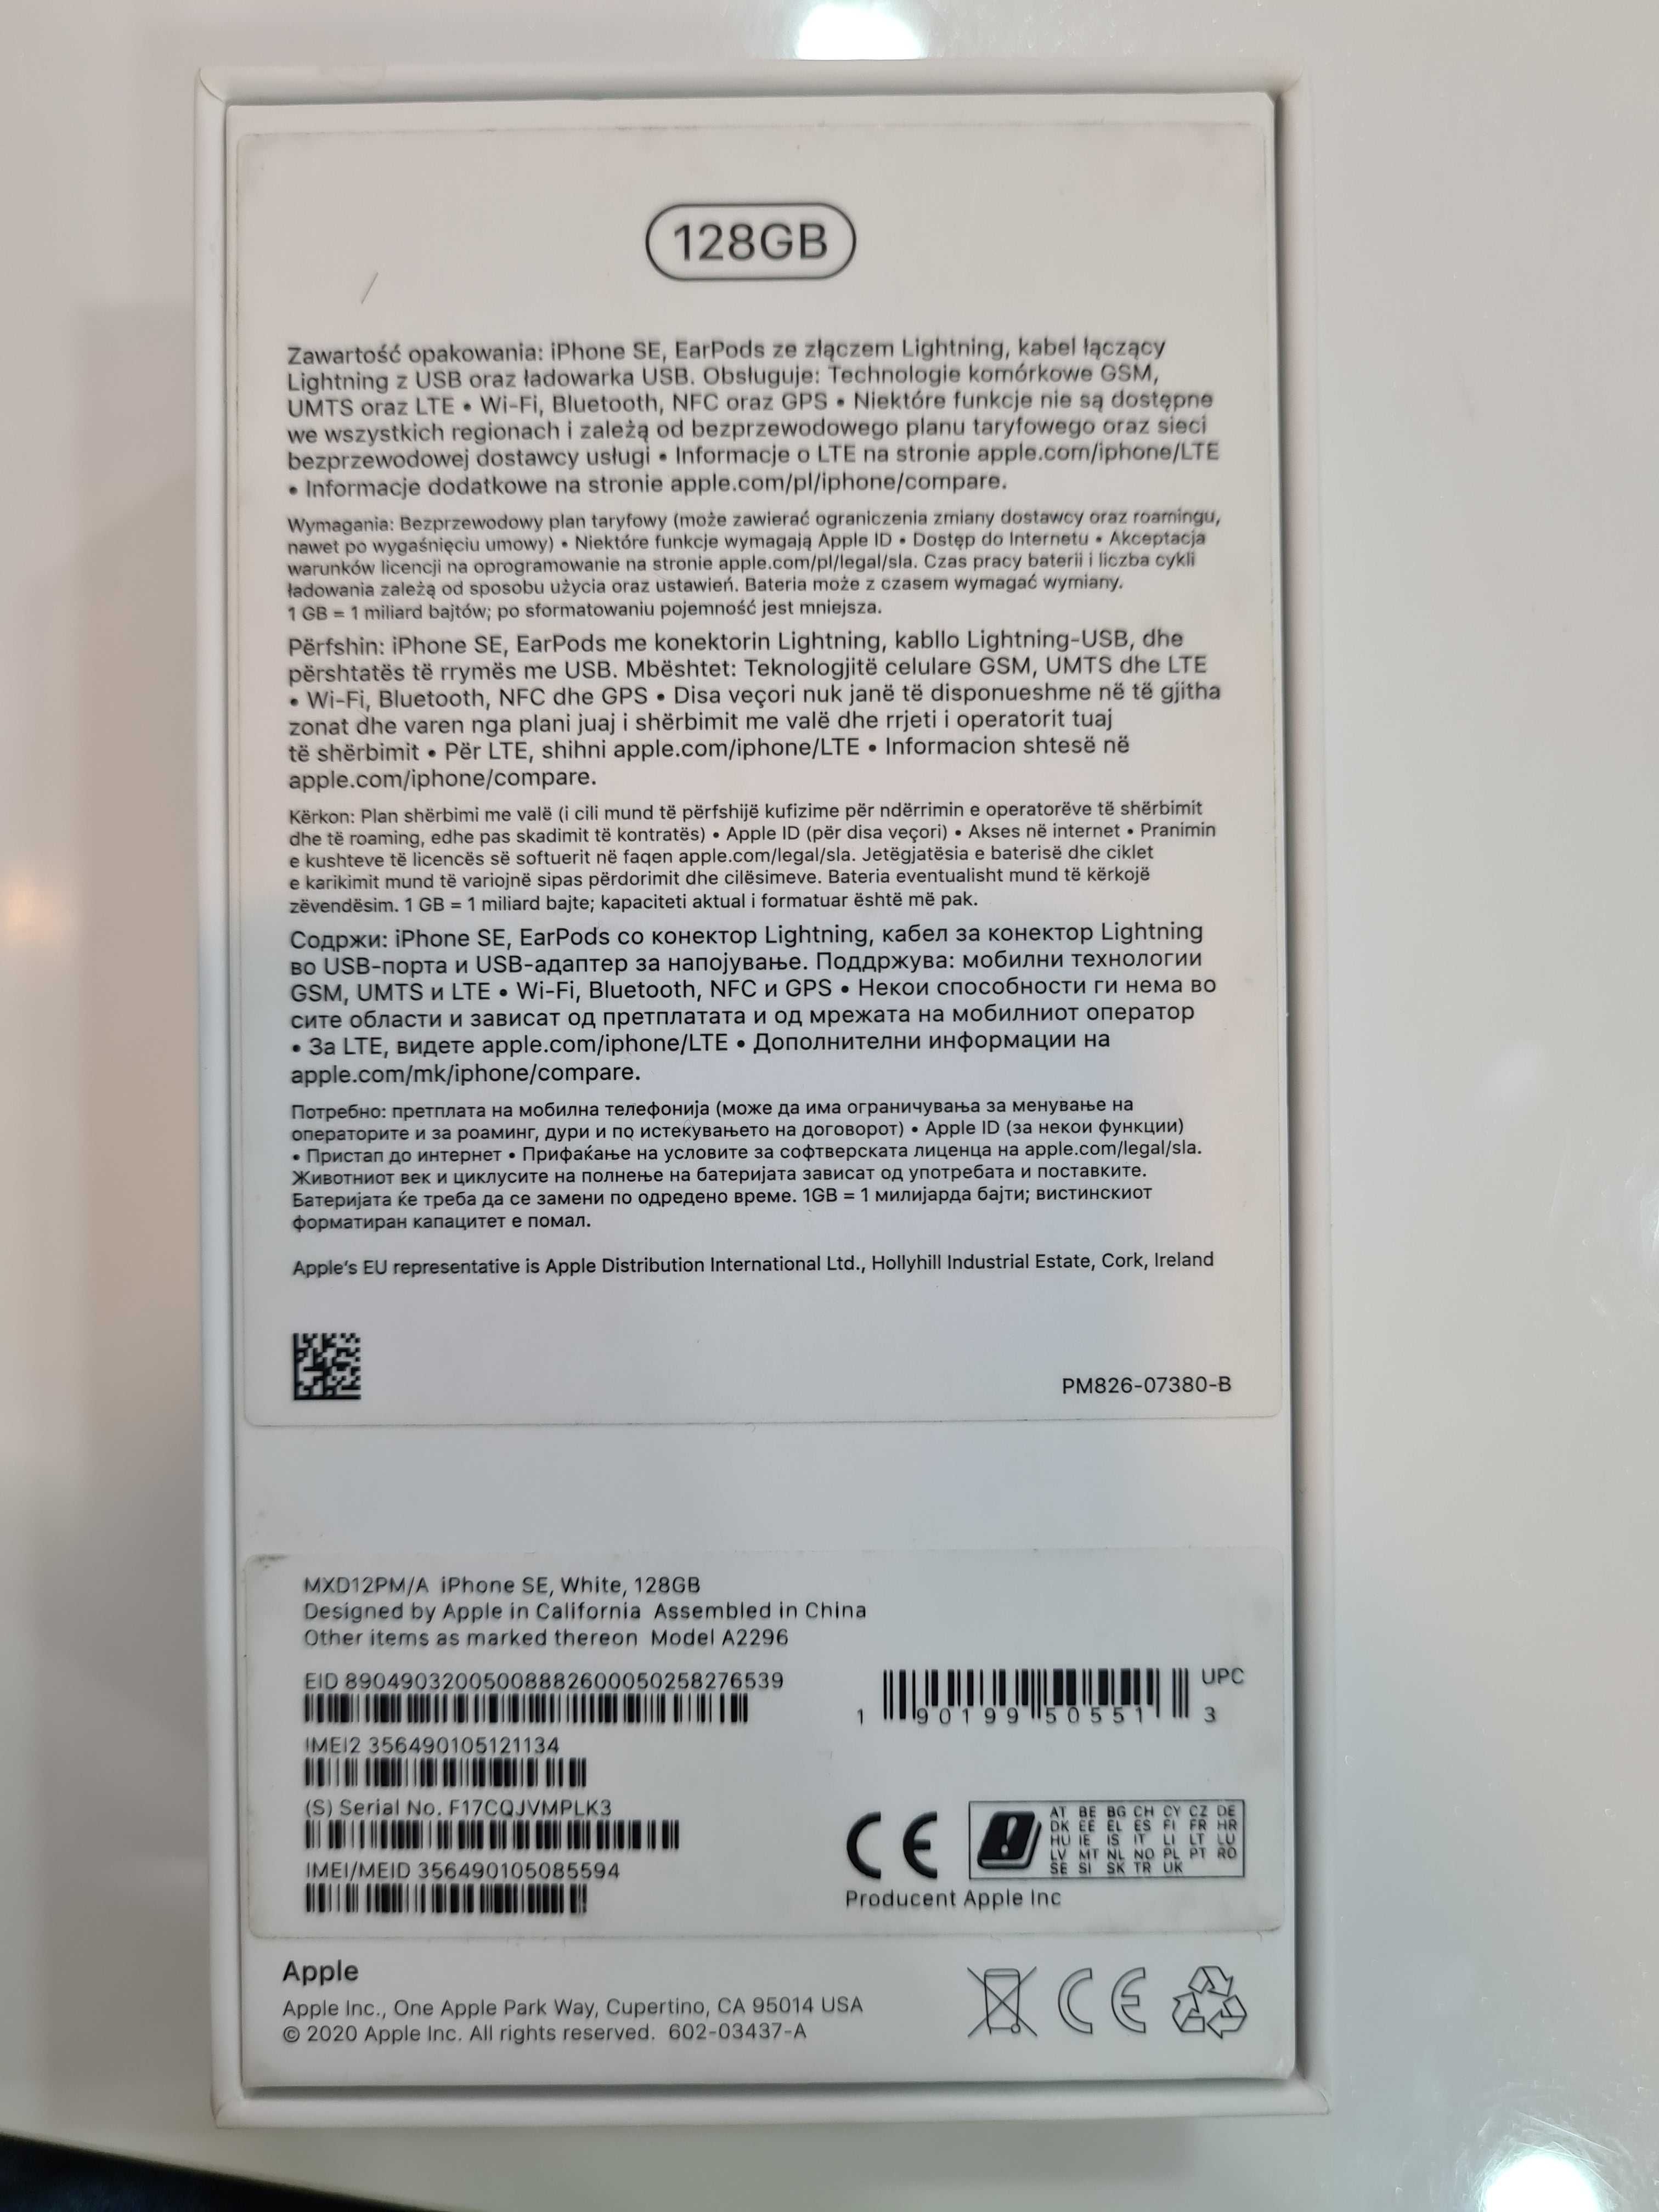 128GB
Zawartość opakowania: iPhone SE, EarPods ze złączem Lightning, kabel łączący
Lightning z USB oraz ładowarka USB. Obsługuje: Technologie komórkowe GSM,
UMTS oraz LTE • Wi-Fi, Bluetooth, NFC oraz GPS • Niektóre funkcje nie są dostępne
we wszystkich regionach i zależą od bezprzewodowego planu taryfowego oraz sieci
bezprzewodowej dostawcy usługi • Informacje o LTE na stronie apple.com/iphone/LTE
• Informacje dodatkowe na stronie apple.com/pl/iphone/compare.
Wymagania: Bezprzewodowy plan taryfowy (może zawierać ograniczenia zmiany dostawcy oraz roamingu,
nawet po wygaśnięciu umowy) • Niektóre funkcje wymagają Apple ID • Dostęp do Internetu • Akceptacja
warunków licencji na oprogramowanie na stronie apple.com/pl/legal/sla. Czas pracy baterii i liczba cykli
ładowania zależą od sposobu użycia oraz ustawień. Bateria może z czasem wymagać wymiany.
1 GB = 1 miliard bajtów; po sformatowaniu pojemność jest mniejsza.
Përfshin: iPhone SE, EarPods me konektorin Lightning, kabllo Lightning-USB, dhe
përshtatës të rrymës me USB. Mbështet: Teknologjitë celulare GSM, UMTS dhe LTE
• Wi-Fi, Bluetooth, NFC dhe GPS • Disa veçori nuk janë të disponueshme në të gjitha
zonat dhe varen nga plani juaj i shërbimit me valë dhe rrjeti i operatorit tuaj
të shërbimit • Për LTE, shihni apple.com/iphone/LTE • Informacion shtesë në
apple.com/iphone/compare.
Kërkon: Plan shërbimi me valë (i cili mund të përfshijë kufizime për ndërrimin e operatorëve të shërbimit
dhe të roaming, edhe pas skadimit të kontratës) • Apple ID (për disa veçori) • Akses në internet • Pranimin
e kushteve të licencës së softuerit në faqen apple.com/legal/sla. Jetëgjatësia e baterisë dhe ciklet
e karikimit mund të variojnë sipas përdorimit dhe cilësimeve. Bateria eventualisht mund të kërkojë
zëvendësim. 1 GB = 1 miliard bajte; kapaciteti aktual i formatuar është më pak.
Содржи: iPhone SE, EarPods со конектор Lightning, кабел за конектор Lightning
во USB-порта и USB-адаптер за напојување. Поддржува: мобилни технологии
GSM, UMTS и LTE • Wi-Fi, Bluetooth, NFC и GPS • Некои способности ги нема во
сите области и зависат од претплатата и од мрежата на мобилниот оператор
• За LTE, видете apple.com/iphone/LTE • Дополнителни информации на
apple.com/mk/iphone/compare.
Потребно: претплата на мобилна телефонија (може да има ограничувања за менување на
операторите и за роаминг, дури и по истекувањето на договорот) • Apple ID (за некои функции)
• Пристап до интернет • Прифаќање на условите за софтверската лиценца на apple.com/legal/sla.
Животниот век и циклусите на полнење на батеријата зависат од употребата и поставките.
Батеријата ќе треба да се замени по одредено време. 1GB = 1 милијарда бајти; вистинскиот
форматиран капацитет е помал.
Apple's EU representative is Apple Distribution International Ltd., Hollyhill Industrial Estate, Cork, Ireland
PM826-07380-B
MXD12PM/A iPhone SE, White, 128GB
Designed by Apple in California Assembled in China
Other items as marked thereon Model A2296
EID 89049032005008882600050258276539
UPC
1 90199 50551 3
IMEI2 356490105121134
(S) Serial No. F17CQJVMPLK3
IMEI/MEID 356490105085594
CE
AT BE BG CH CY CZ DE
DK EE EL ES FI FR HR
HU IE IS IT LI LT LU
LV MT NL NO PL PT RO
SE SI SK TR UK
Producent Apple Inc
Apple
Apple Inc., One Apple Park Way, Cupertino, CA 95014 USA
© 2020 Apple Inc. All rights reserved. 602-03437-A
CE